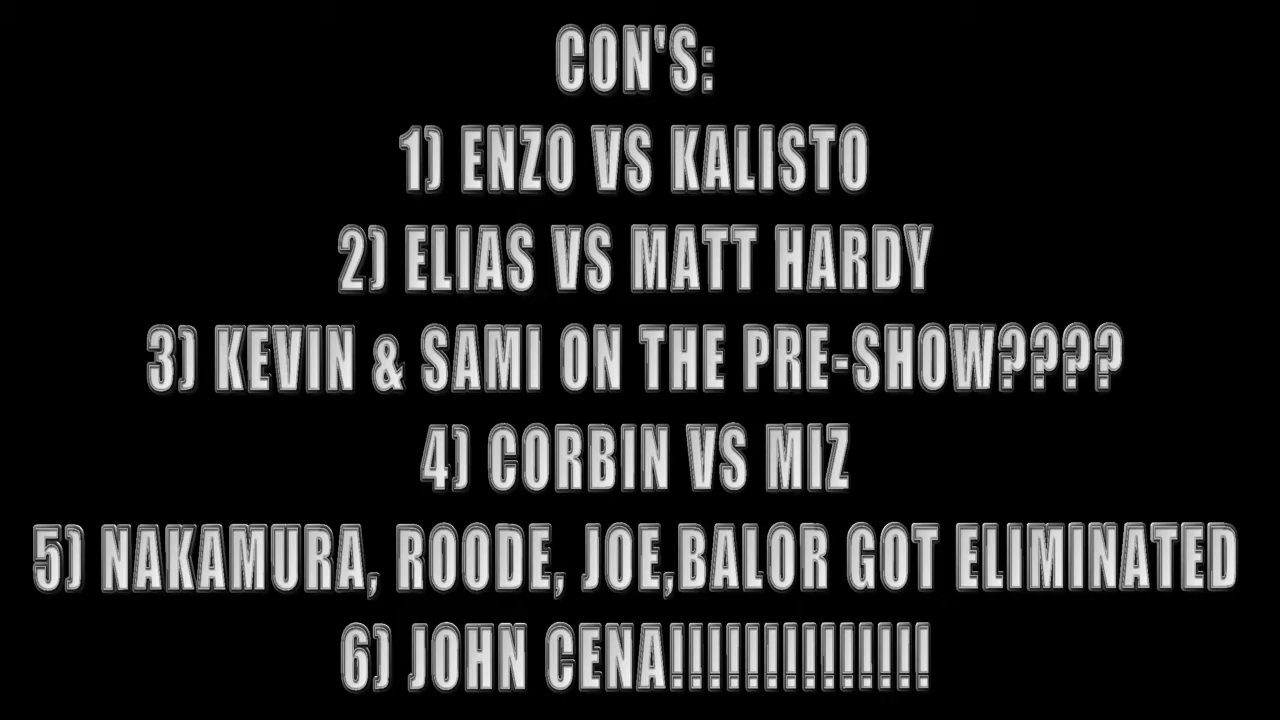 CON'S:
1) ENZO VS KALISTO
2) ELIAS VS MATT HARDY
3) KEVIN & SAMI ON THE PRE-SHOW????
4) CORBIN VS MIZ
5) NAKAMURA, ROODE, JOE,BALOR GOT ELIMINATED
6) JOHN CENA!!!!!!!!!!!!!!